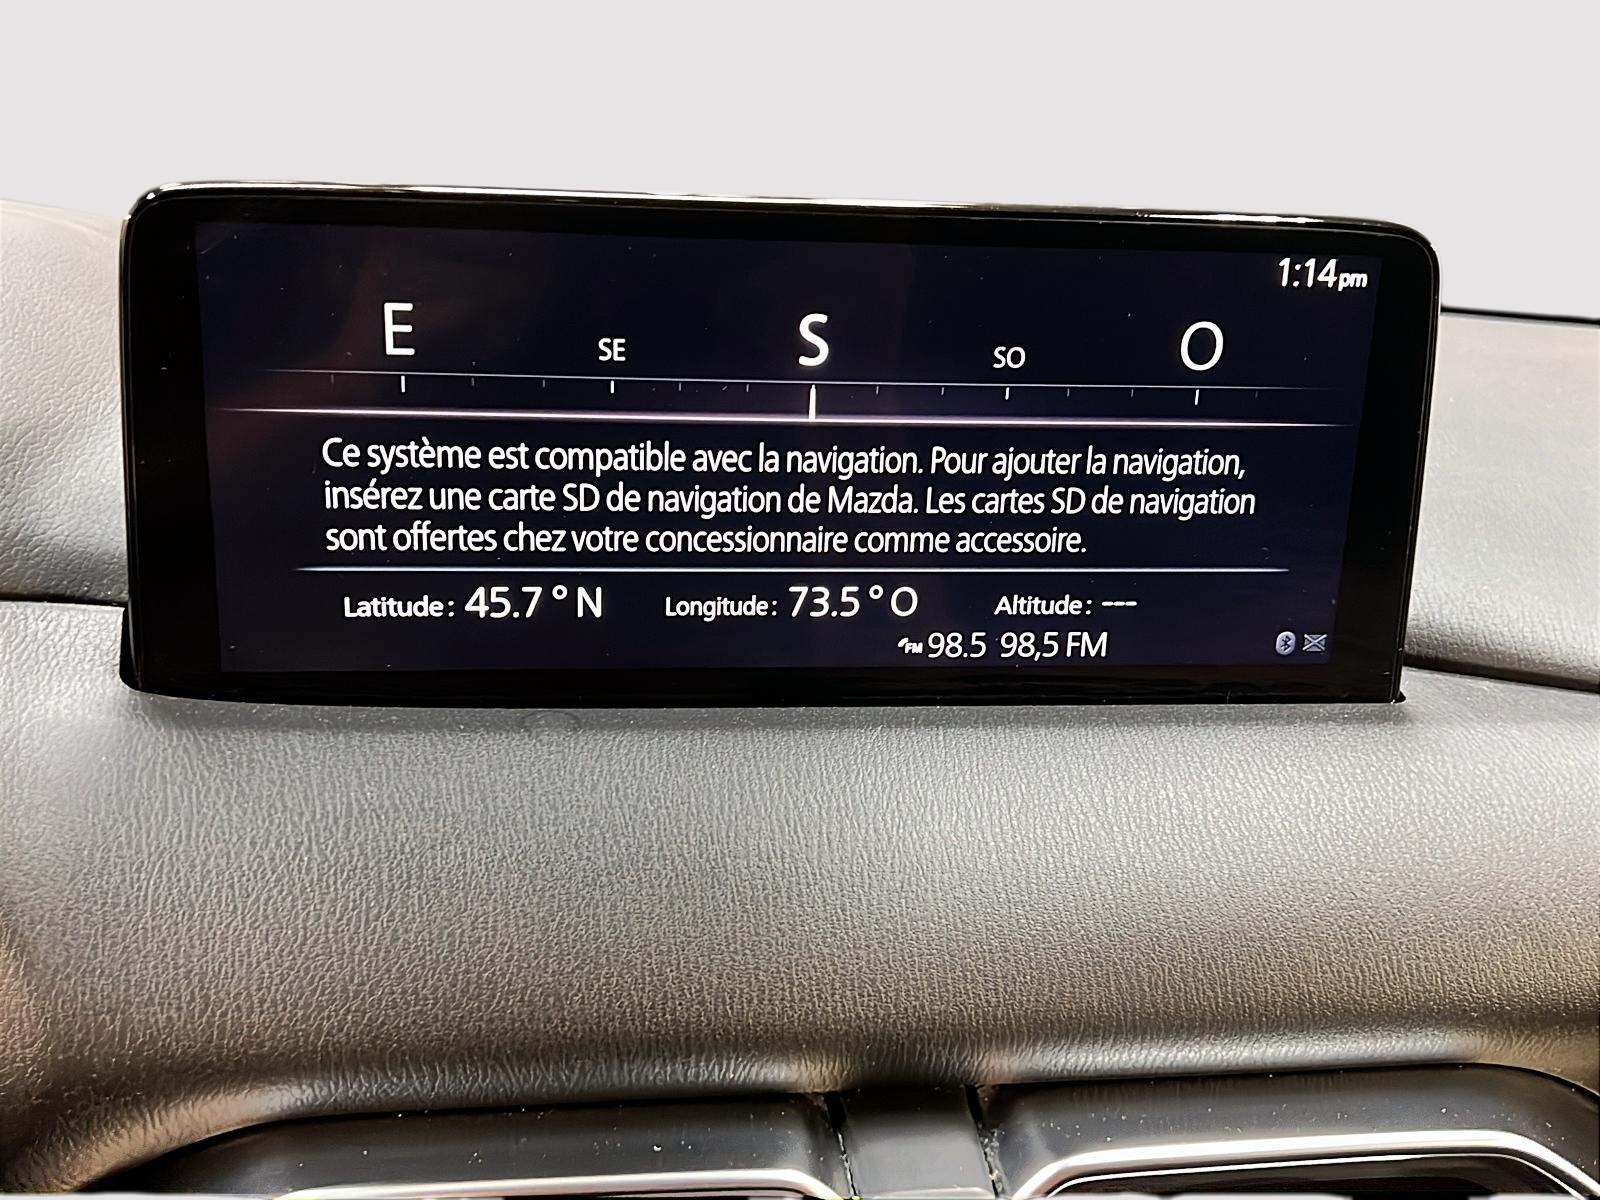 1:14pm
E SE S SO O
Ce système est compatible avec la navigation. Pour ajouter la navigation,
insérez une carte SD de navigation de Mazda. Les cartes SD de navigation
sont offertes chez votre concessionnaire comme accessoire.
Latitude: 45.7° N Longitude: 73.5° O Altitude: ---
FM 98.5 98,5 FM